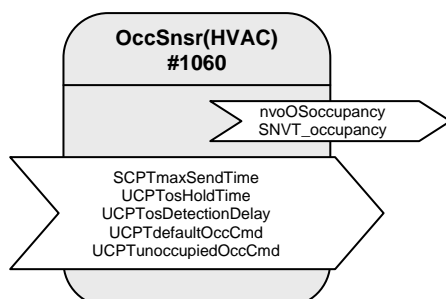 OccSnsr(HVAC)
#1060
nvoOSoccupancy
SNVT_occupancy
SCPTmaxSendTime
UCPTosHoldTime
UCPTosDetectionDelay
UCPTdefaultOccCmd
UCPTunoccupiedOccCmd